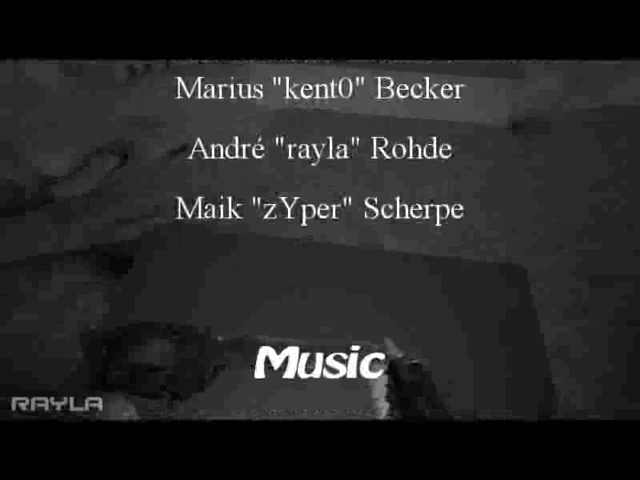 Marius "kent0" Becker
André "rayla" Rohde
Maik "zYper" Scherpe
Music
RAYLA